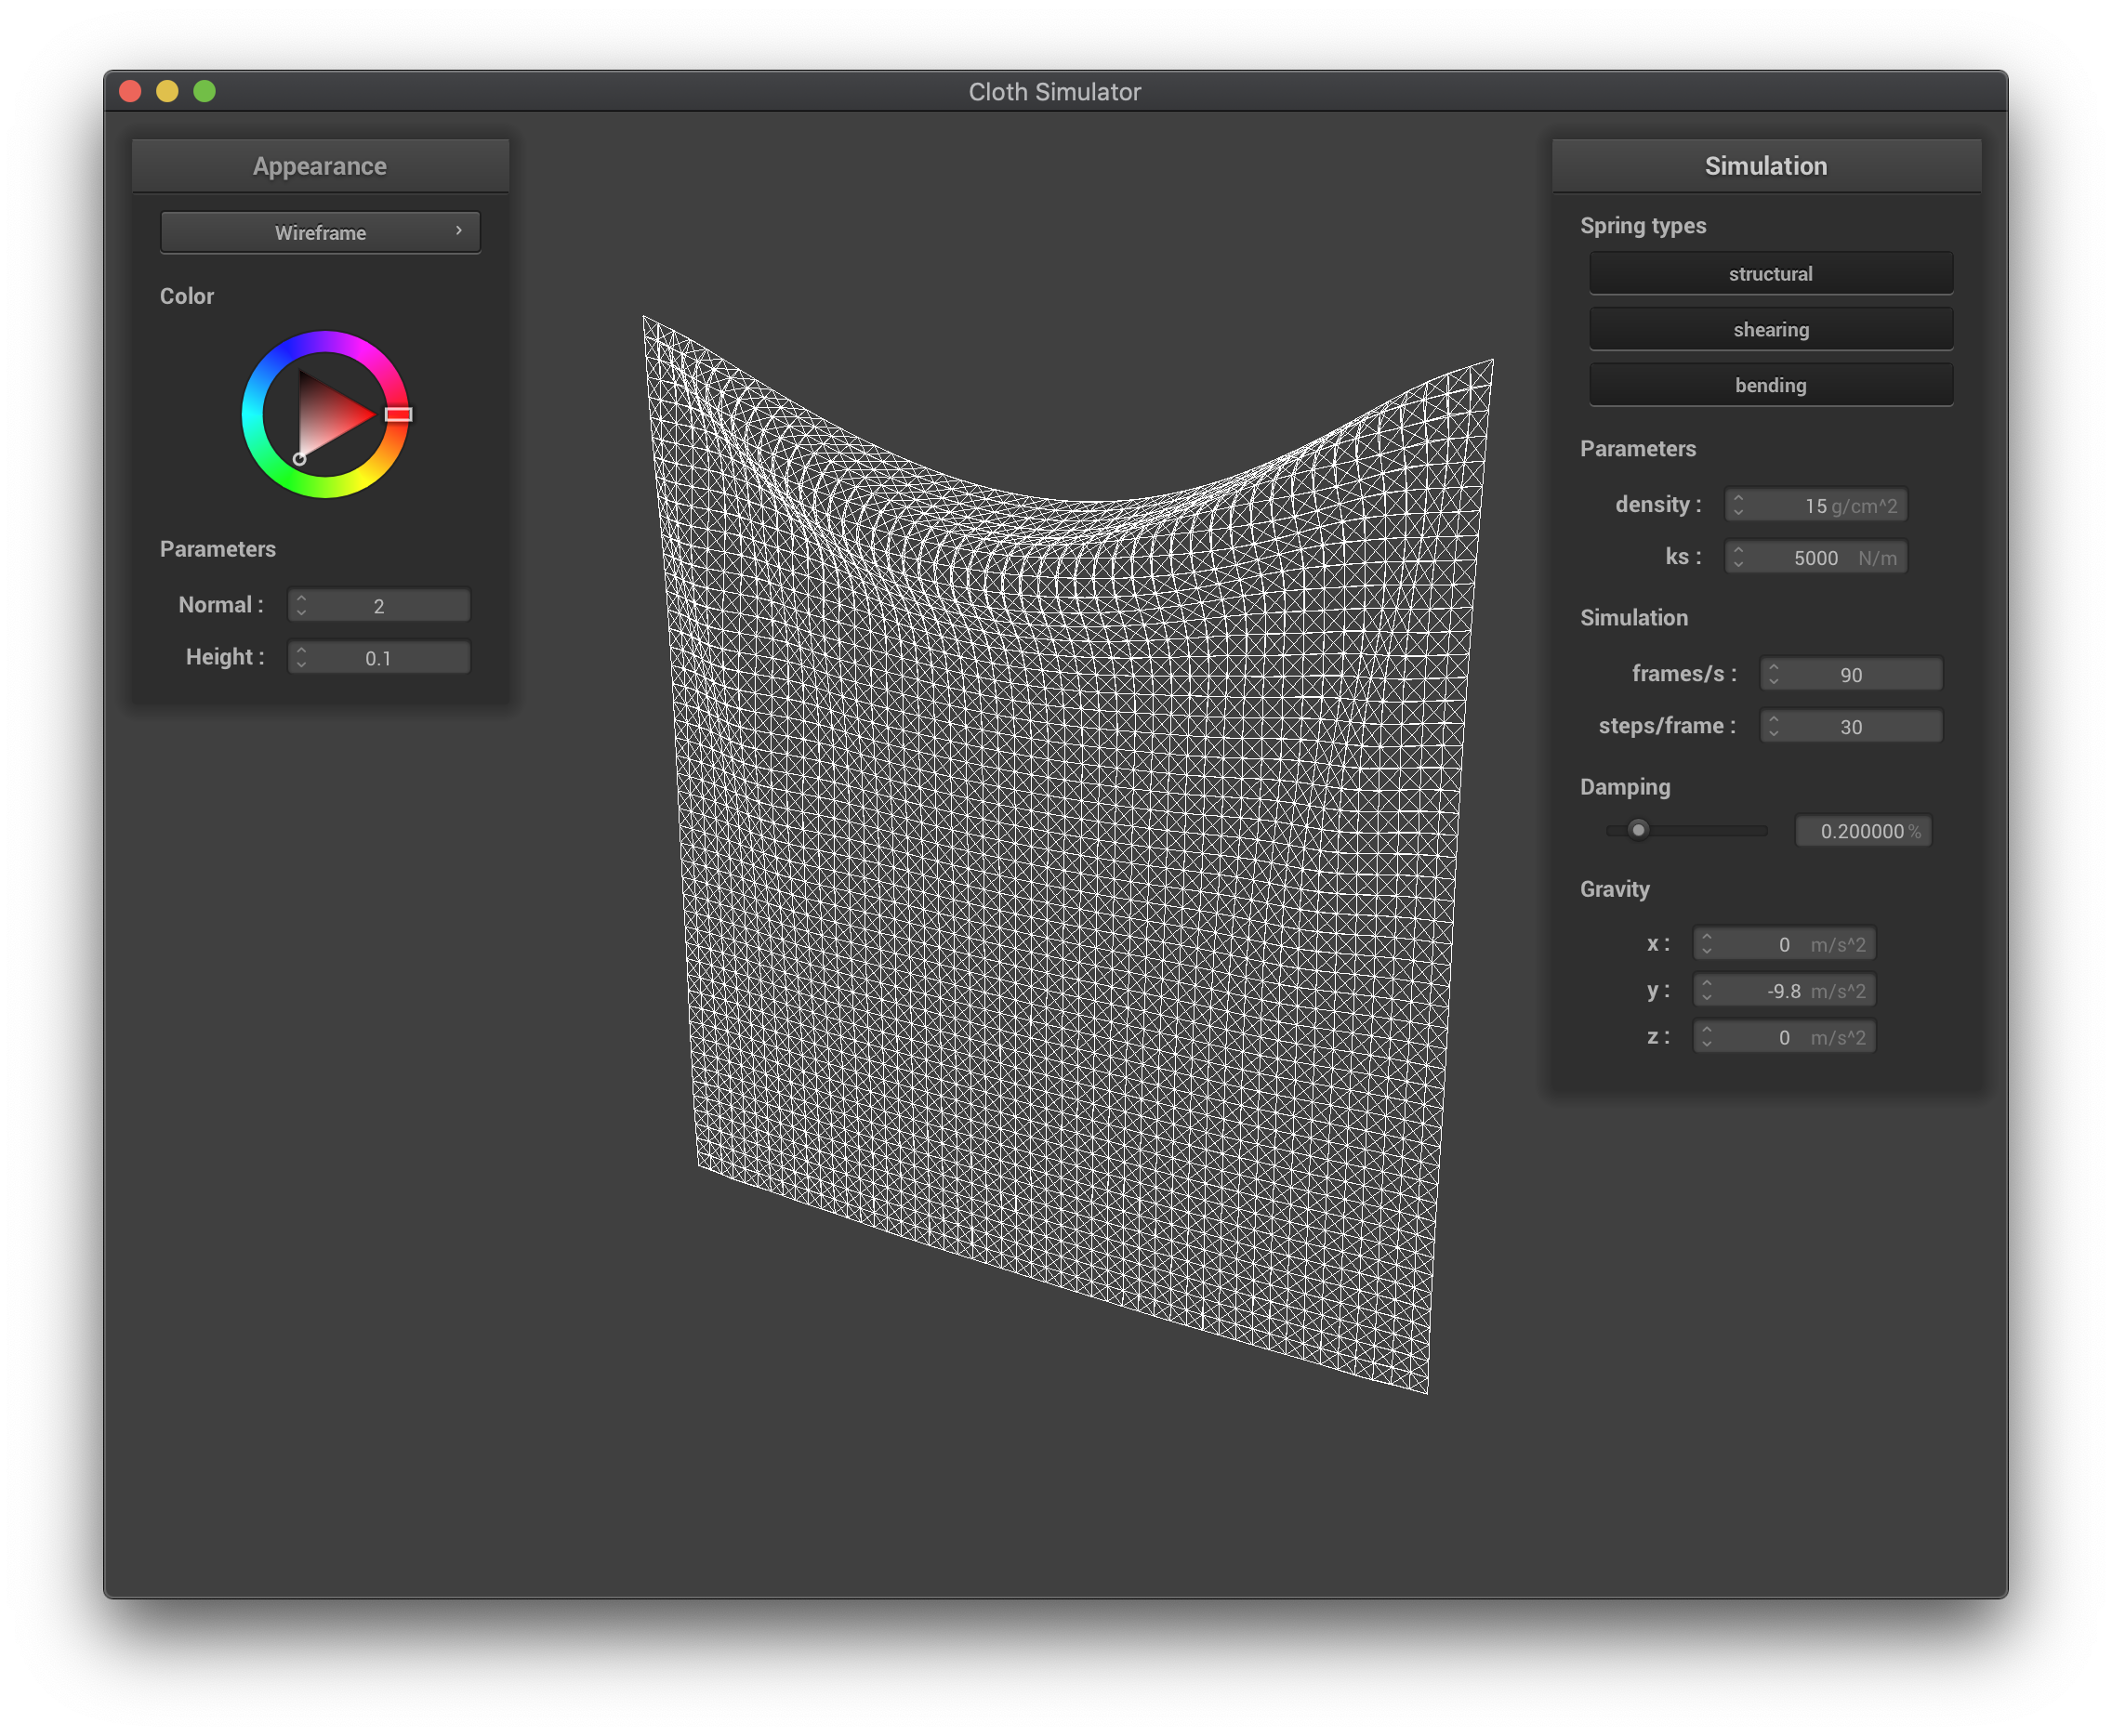 Cloth Simulator
Appearance
Wireframe
Color
Parameters
Normal : 2
Height : 0.1
Simulation
Spring types
structural
shearing
bending
Parameters
density : 15 g/cm^2
ks : 5000 N/m
Simulation
frames/s : 90
steps/frame : 30
Damping
0.200000 %
Gravity
x : 0 m/s^2
y : -9.8 m/s^2
z : 0 m/s^2